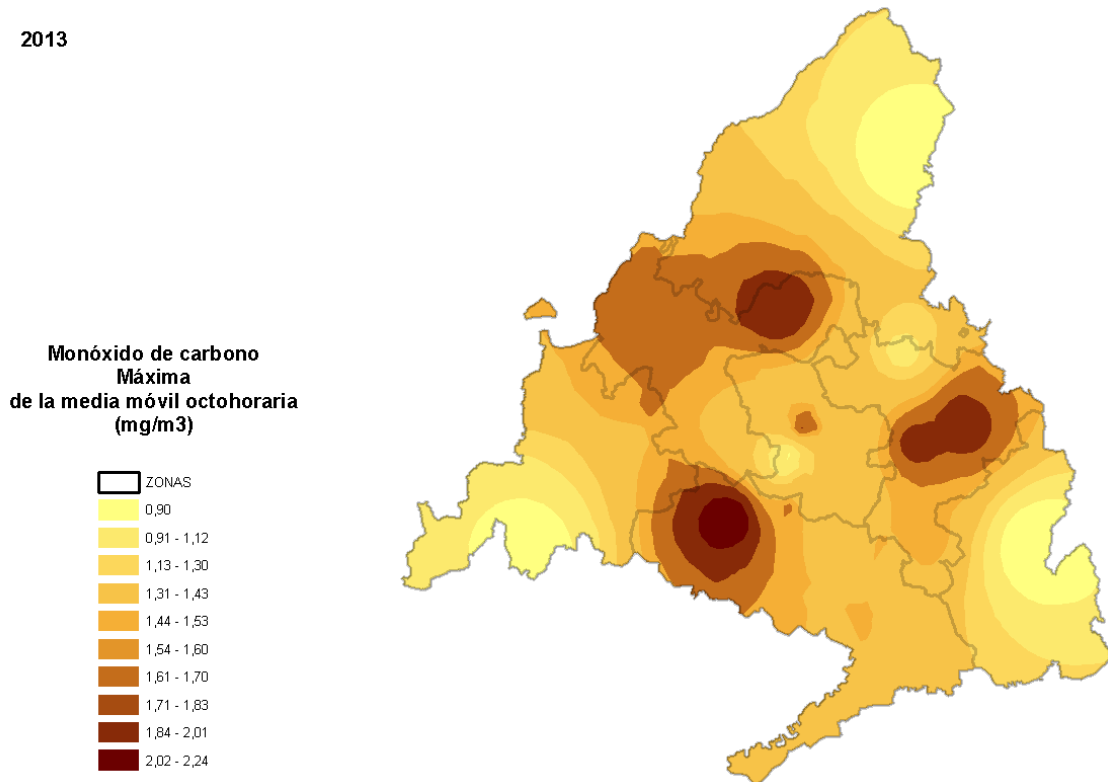 2013
Monóxido de carbono
Máxima
de la media móvil octohoraria
(mg/m3)
ZONAS
0,90
0,91 - 1,12
1,13 - 1,30
1,31 - 1,43
1,44 - 1,53
1,54 - 1,60
1,61 - 1,70
1,71 - 1,83
1,84 - 2,01
2,02 - 2,24